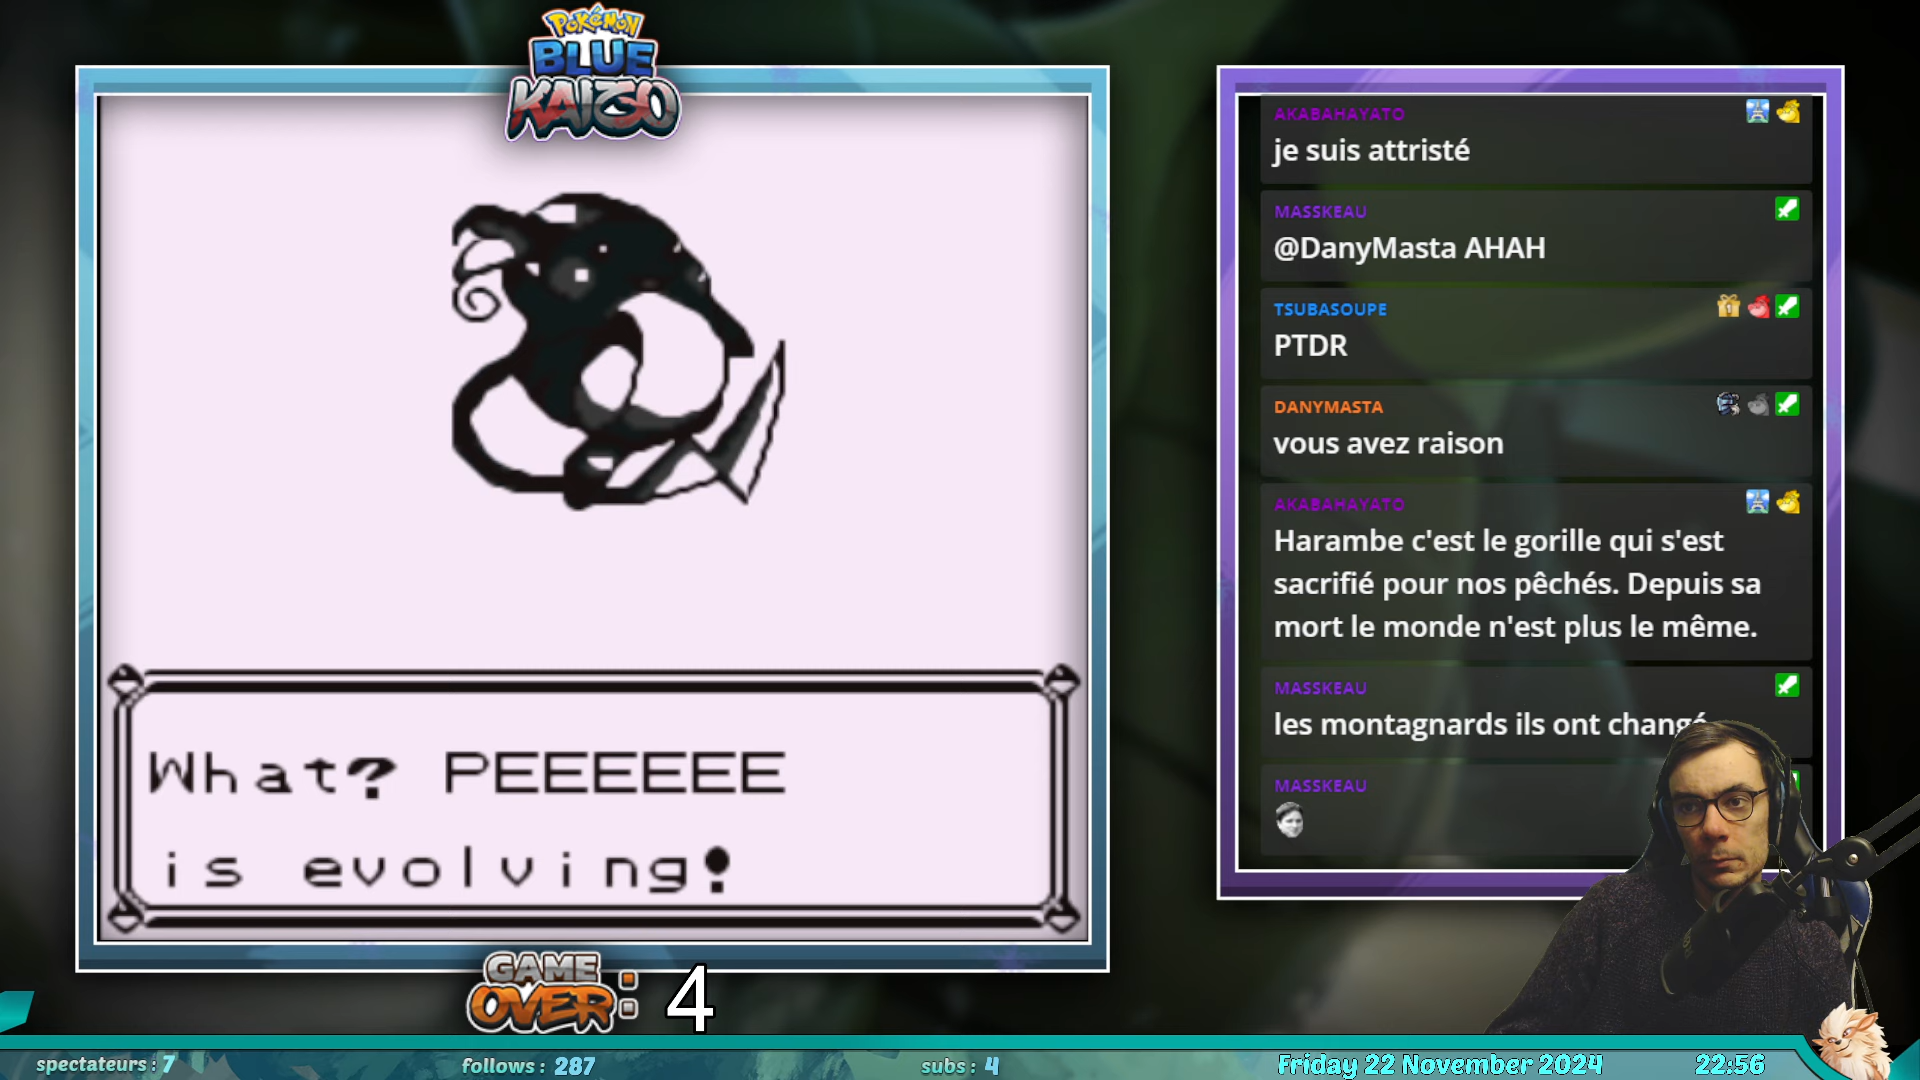 POKéMON
BLUE
KAIZO
What? PEEEEEE
is evolving!
GAME
OVER: 4
AKABAHAYATO
je suis attristé
MASSKEAU
@DanyMasta AHAH
TSUBASOUPE
1
PTDR
DANYMASTA
vous avez raison
AKABAHAYATO
Harambe c'est le gorille qui s'est
sacrifié pour nos pêchés. Depuis sa
mort le monde n'est plus le même.
MASSKEAU
les montagnards ils ont changé
MASSKEAU
spectateurs : 7
follows : 287
subs : 4
Friday 22 November 2024
22:56